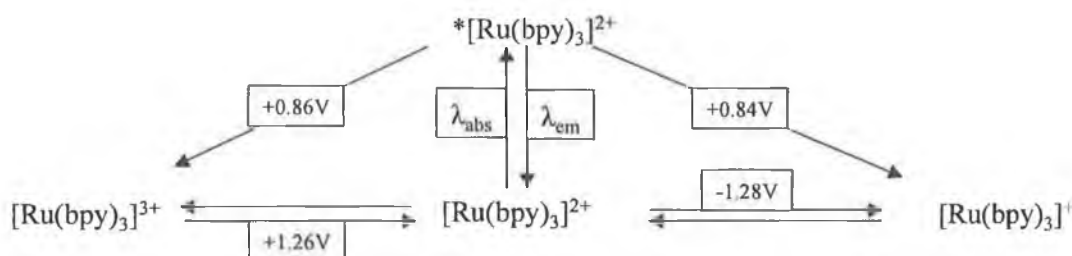 *[Ru(bpy)₃]²⁺
+0.86V
λabs
λem
+0.84V
-1.28V
[Ru(bpy)₃]³⁺
[Ru(bpy)₃]²⁺
[Ru(bpy)₃]⁺
+1.26V